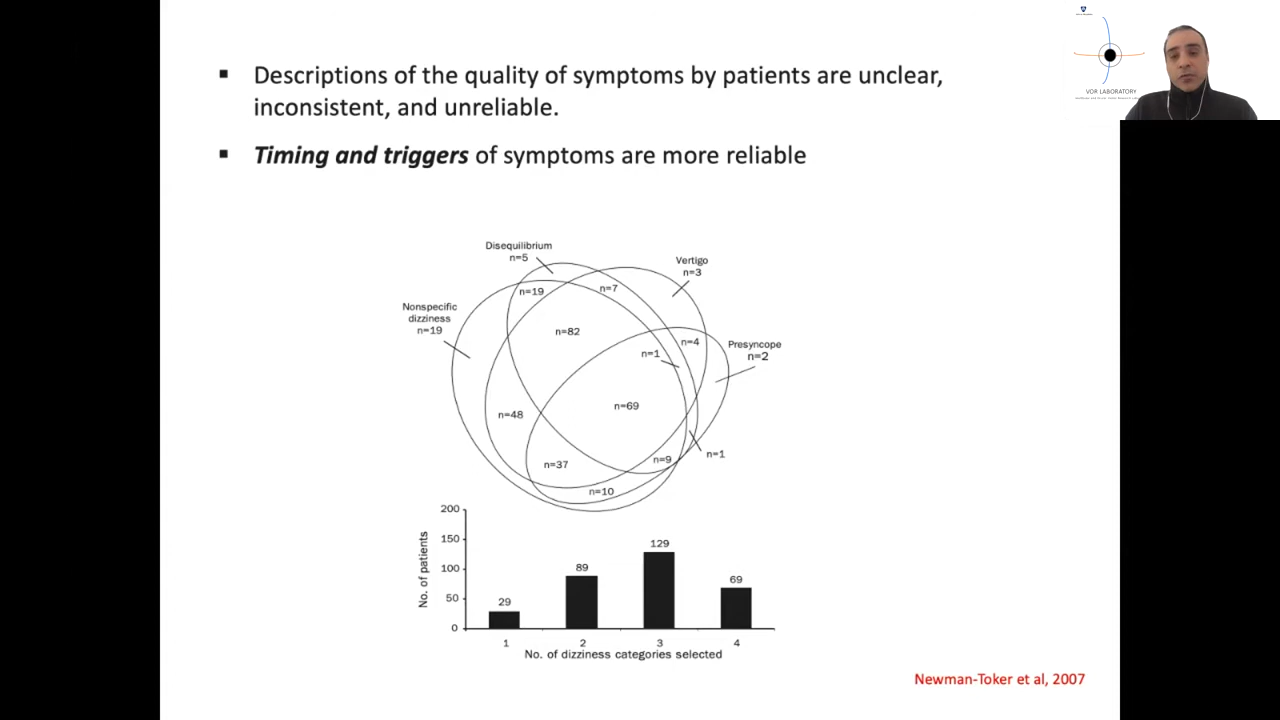 Descriptions of the quality of symptoms by patients are unclear,
inconsistent, and unreliable.
Timing and triggers of symptoms are more reliable
VOR LABORATORY
Disequilibrium
n=5
Vertigo
n=3
n=19
n=7
Nonspecific
dizziness
n=19
n=82
n=4
Presyncope
n=2
n=1
n=69
n=48
n=37
n=9
n=1
n=10
No. of patients
200
150
100
50
0
29
89
129
69
1 2 3 4
No. of dizziness categories selected
Newman-Toker et al, 2007